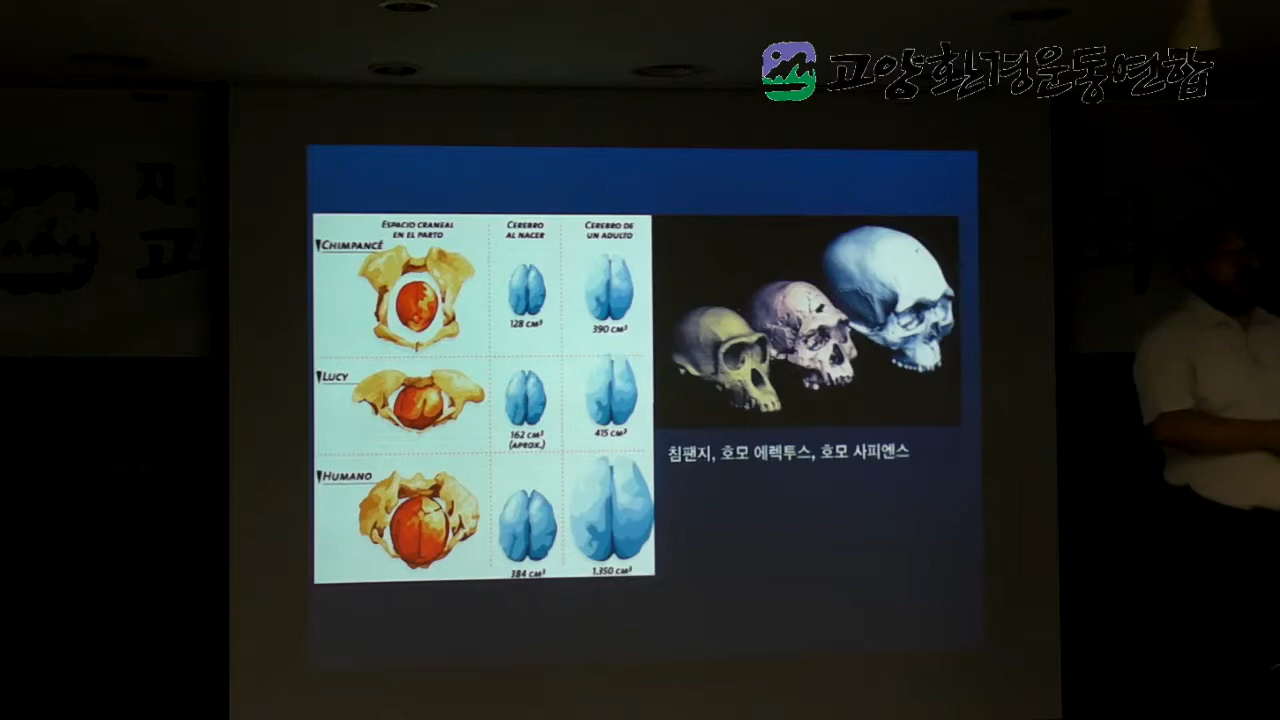 고양환경운동연합
지
고
ESPACIO CRANEAL
EN EL PARTO
CEREBRO
AL NACER
CEREBRO DE
UN ADULTO
CHIMPANCÉ
128 CM³
390 CM³
LUCY
162 CM³
(APROX.)
415 CM³
HUMANO
384 CM³
1.350 CM³
침팬지, 호모 에렉투스, 호모 사피엔스